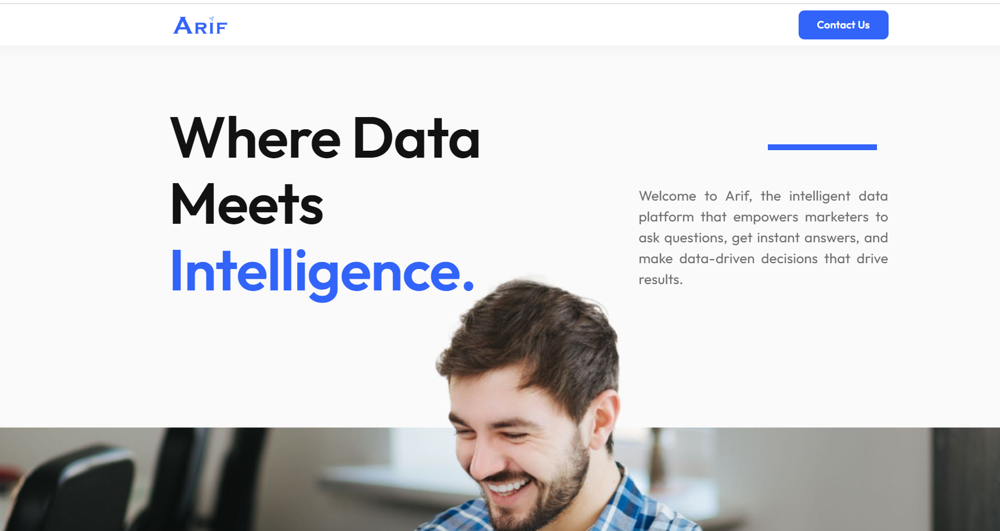 Arif
Contact Us
Where Data
Meets
Intelligence.
Welcome to Arif, the intelligent data
platform that empowers marketers to
ask questions, get instant answers, and
make data-driven decisions that drive
results.